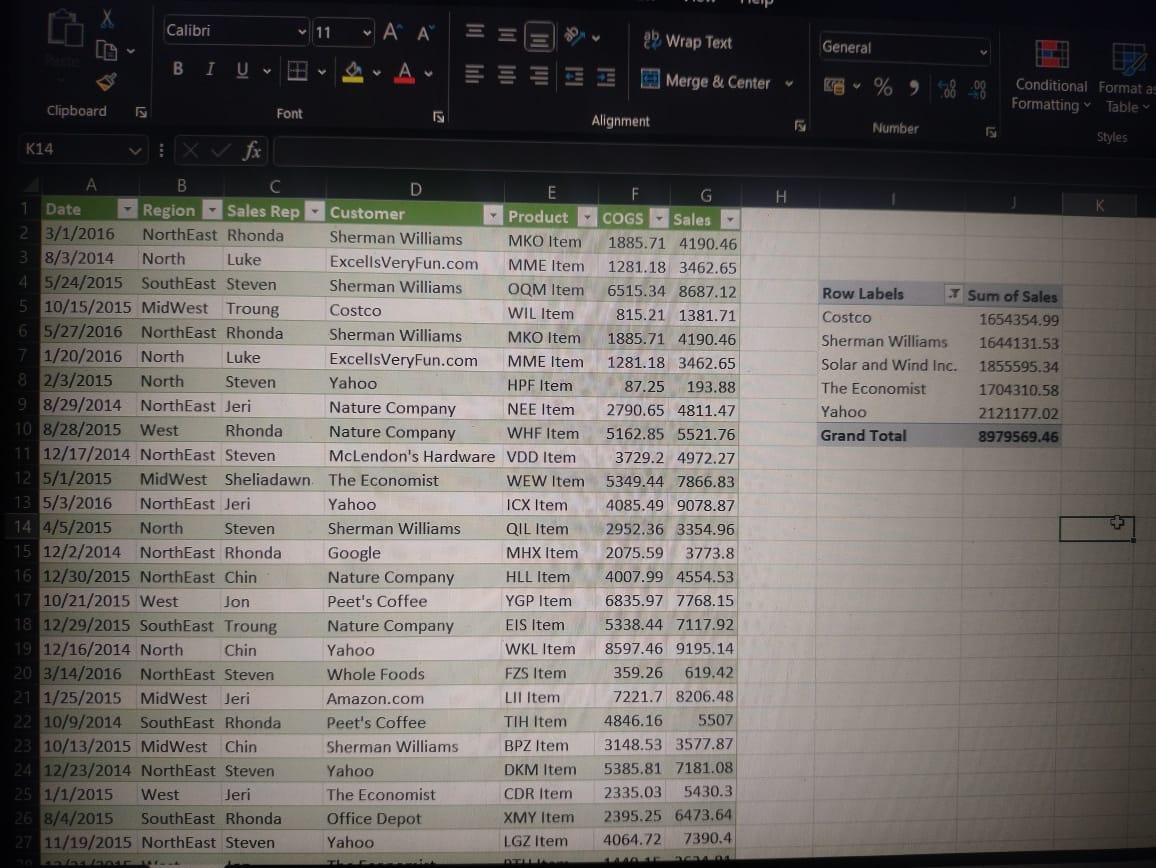 Help
Calibri 11 A A
Wrap Text
General
B I U A
Merge & Center
% 9 .00
Conditional Formatting
Format as Table
Clipboard Font Alignment Number Styles
K14 fx
A B C D E F G H I J K
1 Date Region Sales Rep Customer Product COGS Sales
2 3/1/2016 NorthEast Rhonda Sherman Williams MKO Item 1885.71 4190.46
3 8/3/2014 North Luke ExcelIsVeryFun.com MME Item 1281.18 3462.65
4 5/24/2015 SouthEast Steven Sherman Williams OQM Item 6515.34 8687.12 Row Labels Sum of Sales
5 10/15/2015 MidWest Troung Costco WIL Item 815.21 1381.71 Costco 1654354.99
6 5/27/2016 NorthEast Rhonda Sherman Williams MKO Item 1885.71 4190.46 Sherman Williams 1644131.53
7 1/20/2016 North Luke ExcelIsVeryFun.com MME Item 1281.18 3462.65 Solar and Wind Inc. 1855595.34
8 2/3/2015 North Steven Yahoo HPF Item 87.25 193.88 The Economist 1704310.58
9 8/29/2014 NorthEast Jeri Nature Company NEE Item 2790.65 4811.47 Yahoo 2121177.02
10 8/28/2015 West Rhonda Nature Company WHF Item 5162.85 5521.76 Grand Total 8979569.46
11 12/17/2014 NorthEast Steven McLendon's Hardware VDD Item 3729.2 4972.27
12 5/1/2015 MidWest Sheliadawn The Economist WEW Item 5349.44 7866.83
13 5/3/2016 NorthEast Jeri Yahoo ICX Item 4085.49 9078.87
14 4/5/2015 North Steven Sherman Williams QIL Item 2952.36 3354.96
15 12/2/2014 NorthEast Rhonda Google MHX Item 2075.59 3773.8
16 12/30/2015 NorthEast Chin Nature Company HLL Item 4007.99 4554.53
17 10/21/2015 West Jon Peet's Coffee YGP Item 6835.97 7768.15
18 12/29/2015 SouthEast Troung Nature Company EIS Item 5338.44 7117.92
19 12/16/2014 North Chin Yahoo WKL Item 8597.46 9195.14
20 3/14/2016 NorthEast Steven Whole Foods FZS Item 359.26 619.42
21 1/25/2015 MidWest Jeri Amazon.com LII Item 7221.7 8206.48
22 10/9/2014 SouthEast Rhonda Peet's Coffee TIH Item 4846.16 5507
23 10/13/2015 MidWest Chin Sherman Williams BPZ Item 3148.53 3577.87
24 12/23/2014 NorthEast Steven Yahoo DKM Item 5385.81 7181.08
25 1/1/2015 West Jeri The Economist CDR Item 2335.03 5430.3
26 8/4/2015 SouthEast Rhonda Office Depot XMY Item 2395.25 6473.64
27 11/19/2015 NorthEast Steven Yahoo LGZ Item 4064.72 7390.4